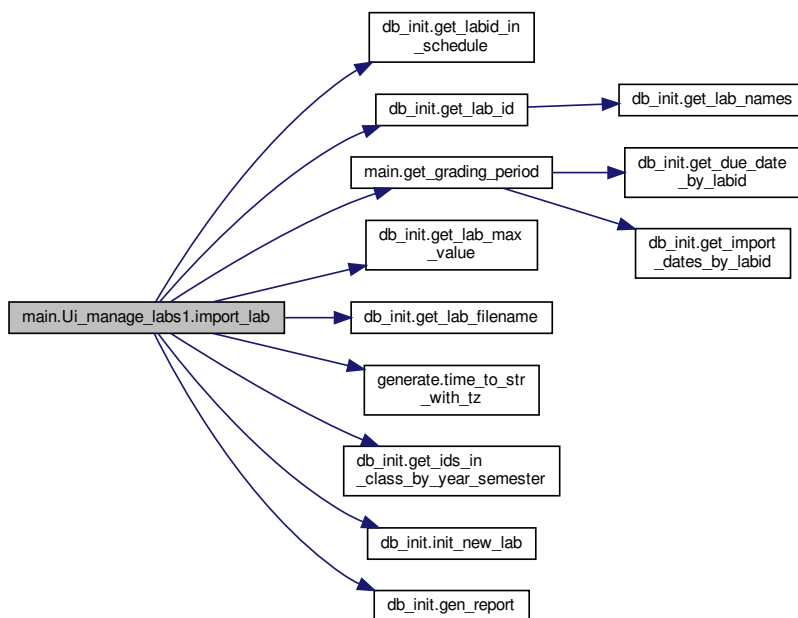 db_init.get_labid_in
_schedule
db_init.get_lab_id
db_init.get_lab_names
main.get_grading_period
db_init.get_due_date
_by_labid
db_init.get_import
_dates_by_labid
db_init.get_lab_max
_value
main.Ui_manage_labs1.import_lab
db_init.get_lab_filename
generate.time_to_str
_with_tz
db_init.get_ids_in
_class_by_year_semester
db_init.init_new_lab
db_init.gen_report